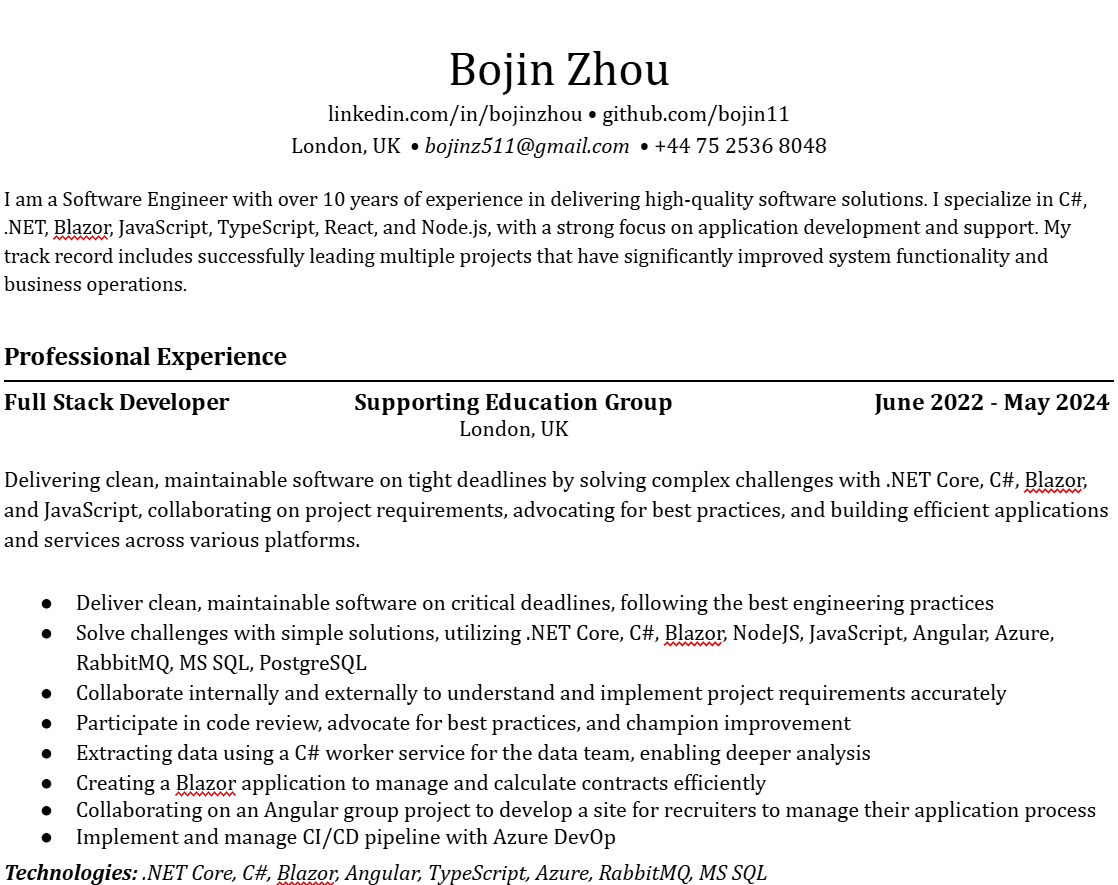 Bojin Zhou
linkedin.com/in/bojinzhou • github.com/bojin11
London, UK • bojinz511@gmail.com • +44 75 2536 8048
I am a Software Engineer with over 10 years of experience in delivering high-quality software solutions. I specialize in C#,
.NET, Blazor, JavaScript, TypeScript, React, and Node.js, with a strong focus on application development and support. My
track record includes successfully leading multiple projects that have significantly improved system functionality and
business operations.
Professional Experience
Full Stack Developer Supporting Education Group June 2022 - May 2024
London, UK
Delivering clean, maintainable software on tight deadlines by solving complex challenges with .NET Core, C#, Blazor,
and JavaScript, collaborating on project requirements, advocating for best practices, and building efficient applications
and services across various platforms.
● Deliver clean, maintainable software on critical deadlines, following the best engineering practices
● Solve challenges with simple solutions, utilizing .NET Core, C#, Blazor, NodeJS, JavaScript, Angular, Azure,
RabbitMQ, MS SQL, PostgreSQL
● Collaborate internally and externally to understand and implement project requirements accurately
● Participate in code review, advocate for best practices, and champion improvement
● Extracting data using a C# worker service for the data team, enabling deeper analysis
● Creating a Blazor application to manage and calculate contracts efficiently
● Collaborating on an Angular group project to develop a site for recruiters to manage their application process
● Implement and manage CI/CD pipeline with Azure DevOp
Technologies: .NET Core, C#, Blazor, Angular, TypeScript, Azure, RabbitMQ, MS SQL